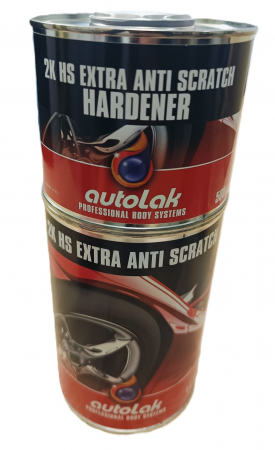 2K HS EXTRA ANTI SCRATCH
HARDENER
autoLak
PROFESSIONAL BODY SYSTEMS
2K HS EXTRA ANTI SCRATCH
autoLak
PROFESSIONAL BODY SYSTEMS